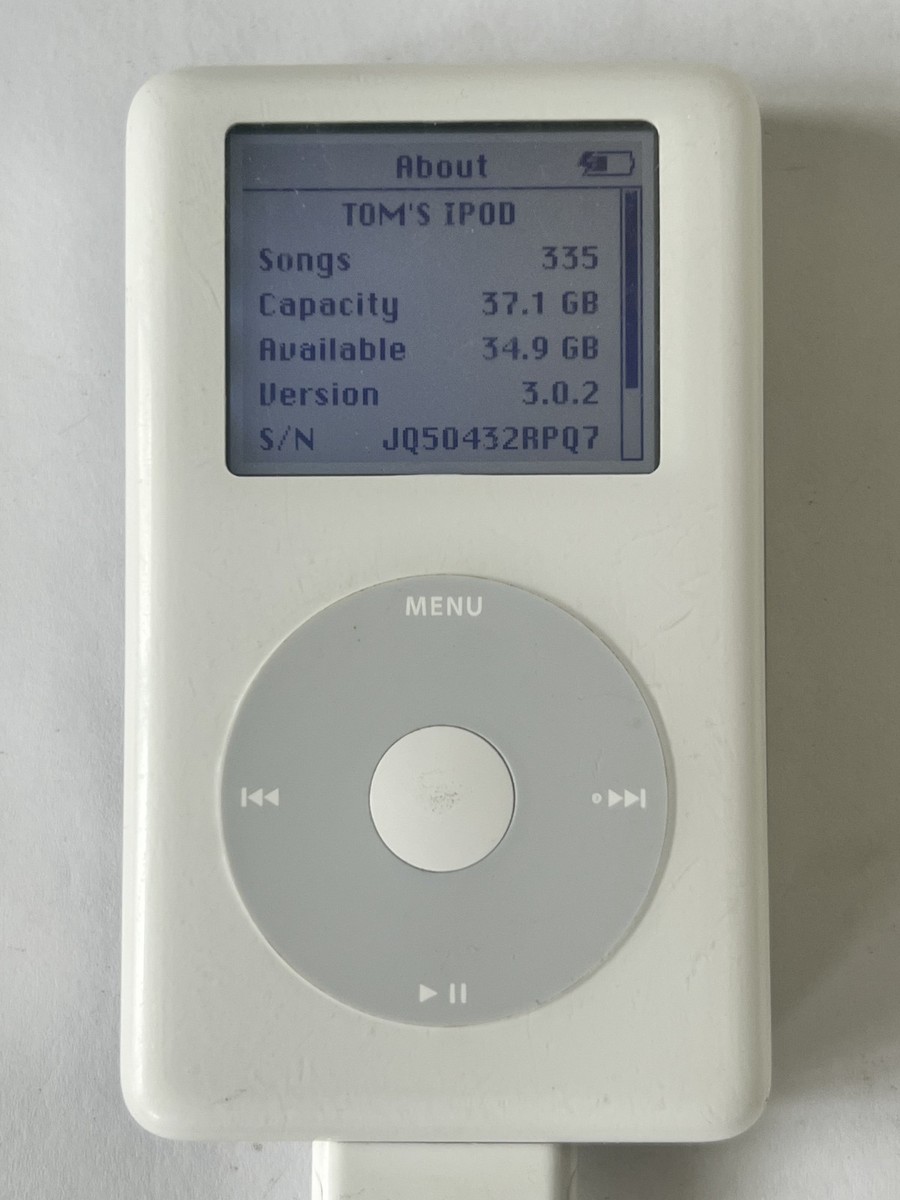 About
TOM'S IPOD
Songs 335
Capacity 37.1 GB
Available 34.9 GB
Version 3.0.2
S/N JQ50432RPQ7
MENU